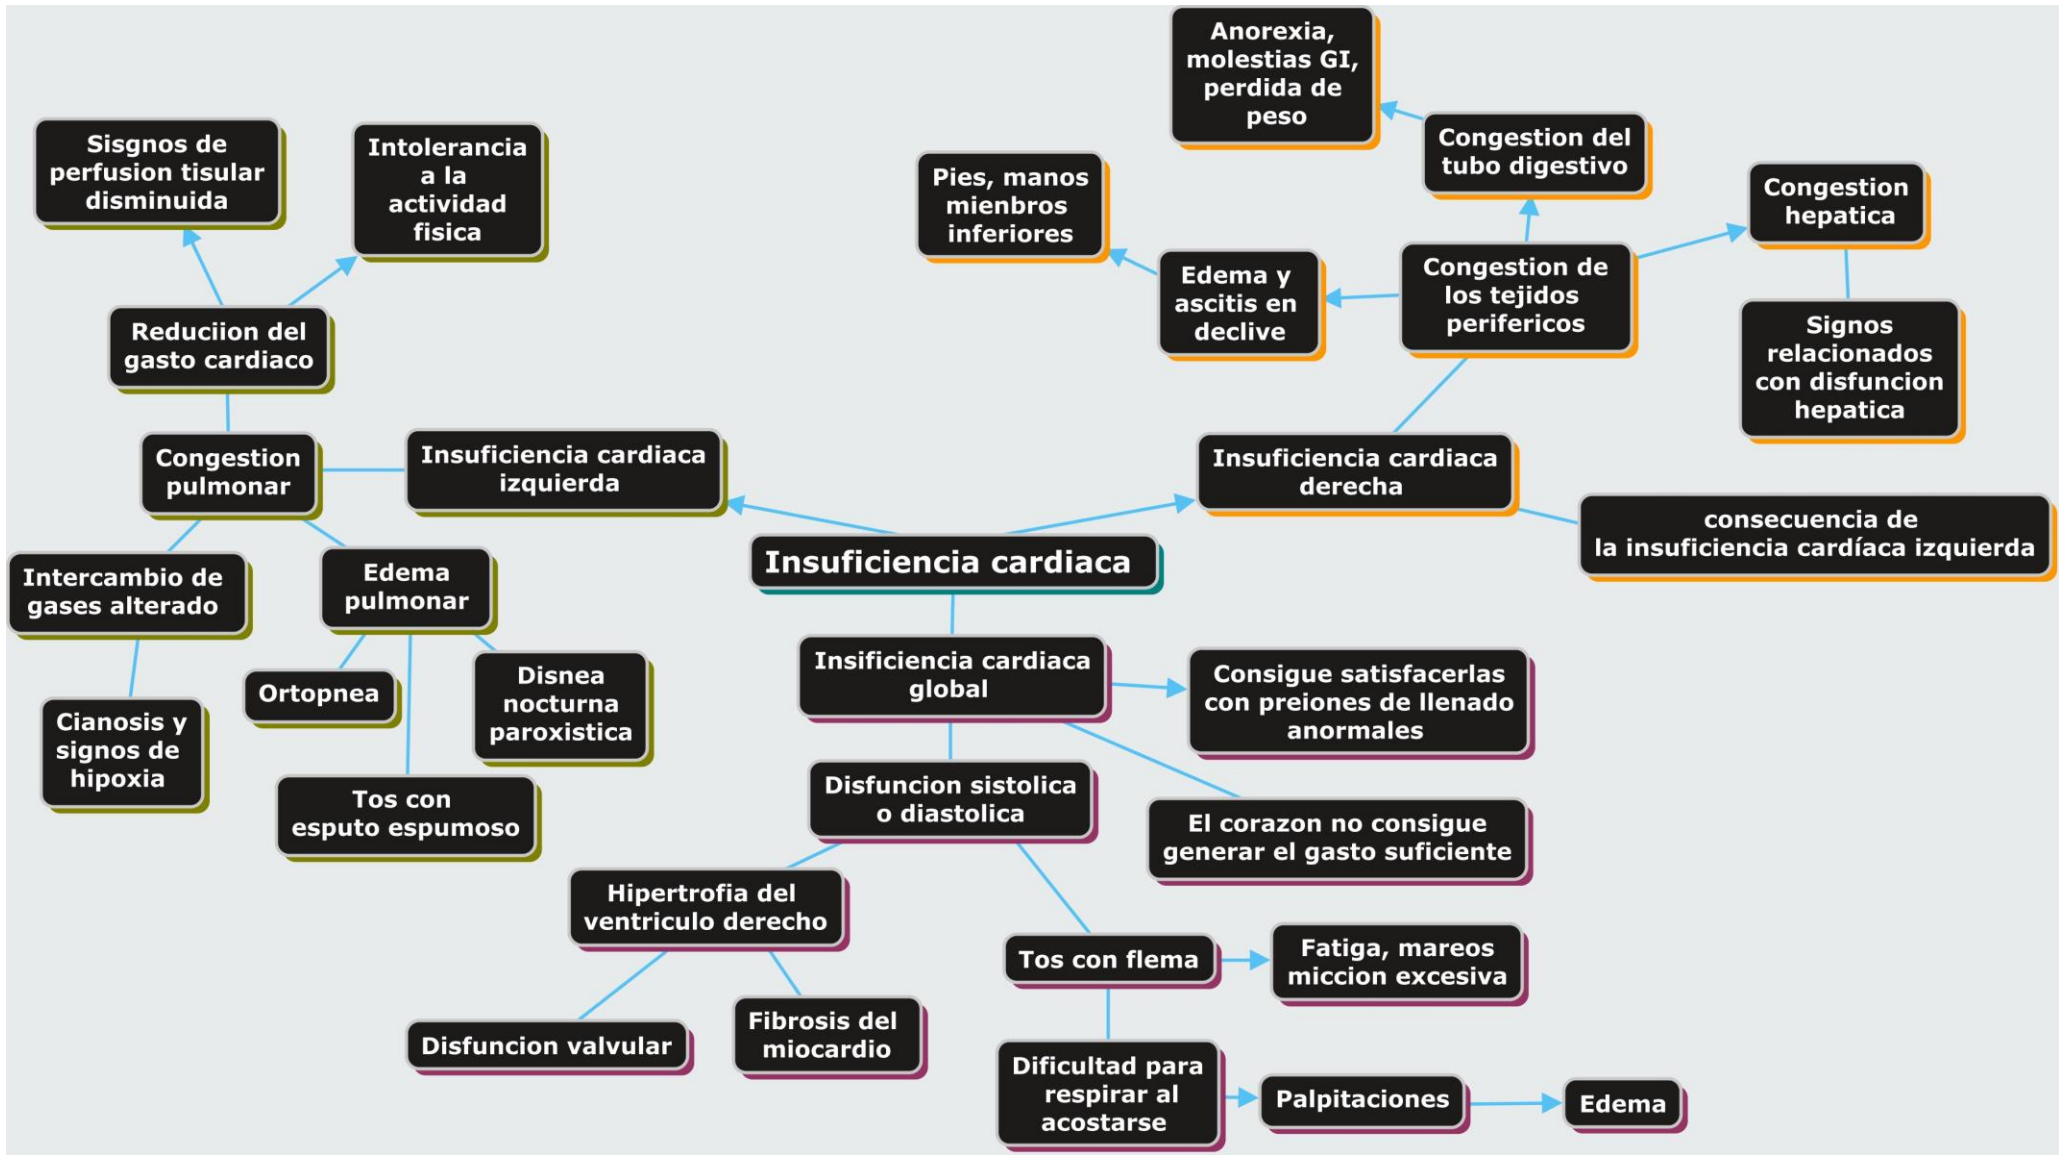 Anorexia,
molestias GI,
perdida de
peso
Sisgnos de
perfusion tisular
disminuida
Intolerancia
a la
actividad
fisica
Congestion del
tubo digestivo
Pies, manos
mienbros
inferiores
Congestion
hepatica
Edema y
ascitis en
declive
Congestion de
los tejidos
perifericos
Reduciion del
gasto cardiaco
Signos
relacionados
con disfuncion
hepatica
Congestion
pulmonar
Insuficiencia cardiaca
izquierda
Insuficiencia cardiaca
derecha
consecuencia de
la insuficiencia cardíaca izquierda
Insuficiencia cardiaca
Intercambio de
gases alterado
Edema
pulmonar
Insificiencia cardiaca
global
Consigue satisfacerlas
con preiones de llenado
anormales
Ortopnea
Disnea
nocturna
paroxistica
Cianosis y
signos de
hipoxia
Tos con
esputo espumoso
Disfuncion sistolica
o diastolica
El corazon no consigue
generar el gasto suficiente
Hipertrofia del
ventriculo derecho
Tos con flema
Fatiga, mareos
miccion excesiva
Disfuncion valvular
Fibrosis del
miocardio
Dificultad para
respirar al
acostarse
Palpitaciones
Edema